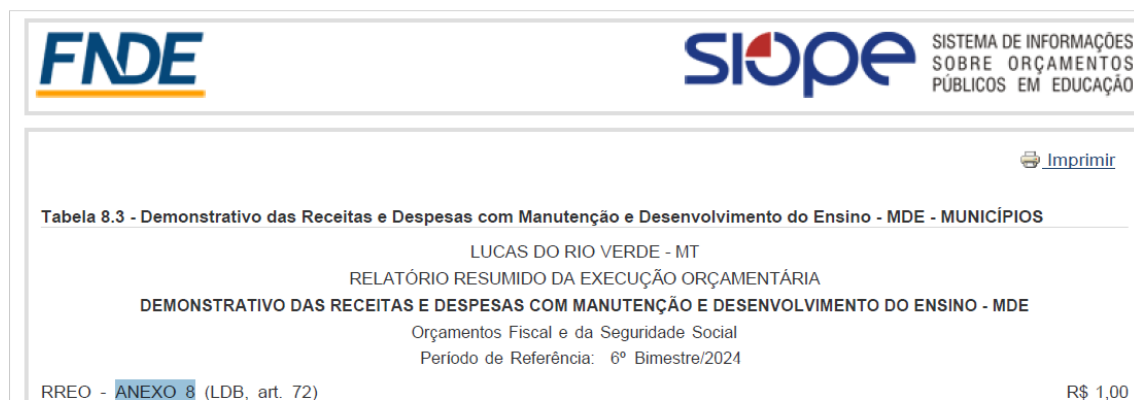 FNDE
SIOPE
SISTEMA DE INFORMAÇÕES
SOBRE ORÇAMENTOS
PÚBLICOS EM EDUCAÇÃO
Imprimir
Tabela 8.3 - Demonstrativo das Receitas e Despesas com Manutenção e Desenvolvimento do Ensino - MDE - MUNICÍPIOS
LUCAS DO RIO VERDE - MT
RELATÓRIO RESUMIDO DA EXECUÇÃO ORÇAMENTÁRIA
DEMONSTRATIVO DAS RECEITAS E DESPESAS COM MANUTENÇÃO E DESENVOLVIMENTO DO ENSINO - MDE
Orçamentos Fiscal e da Seguridade Social
Período de Referência: 6º Bimestre/2024
RREO - ANEXO 8 (LDB, art. 72) R$ 1,00